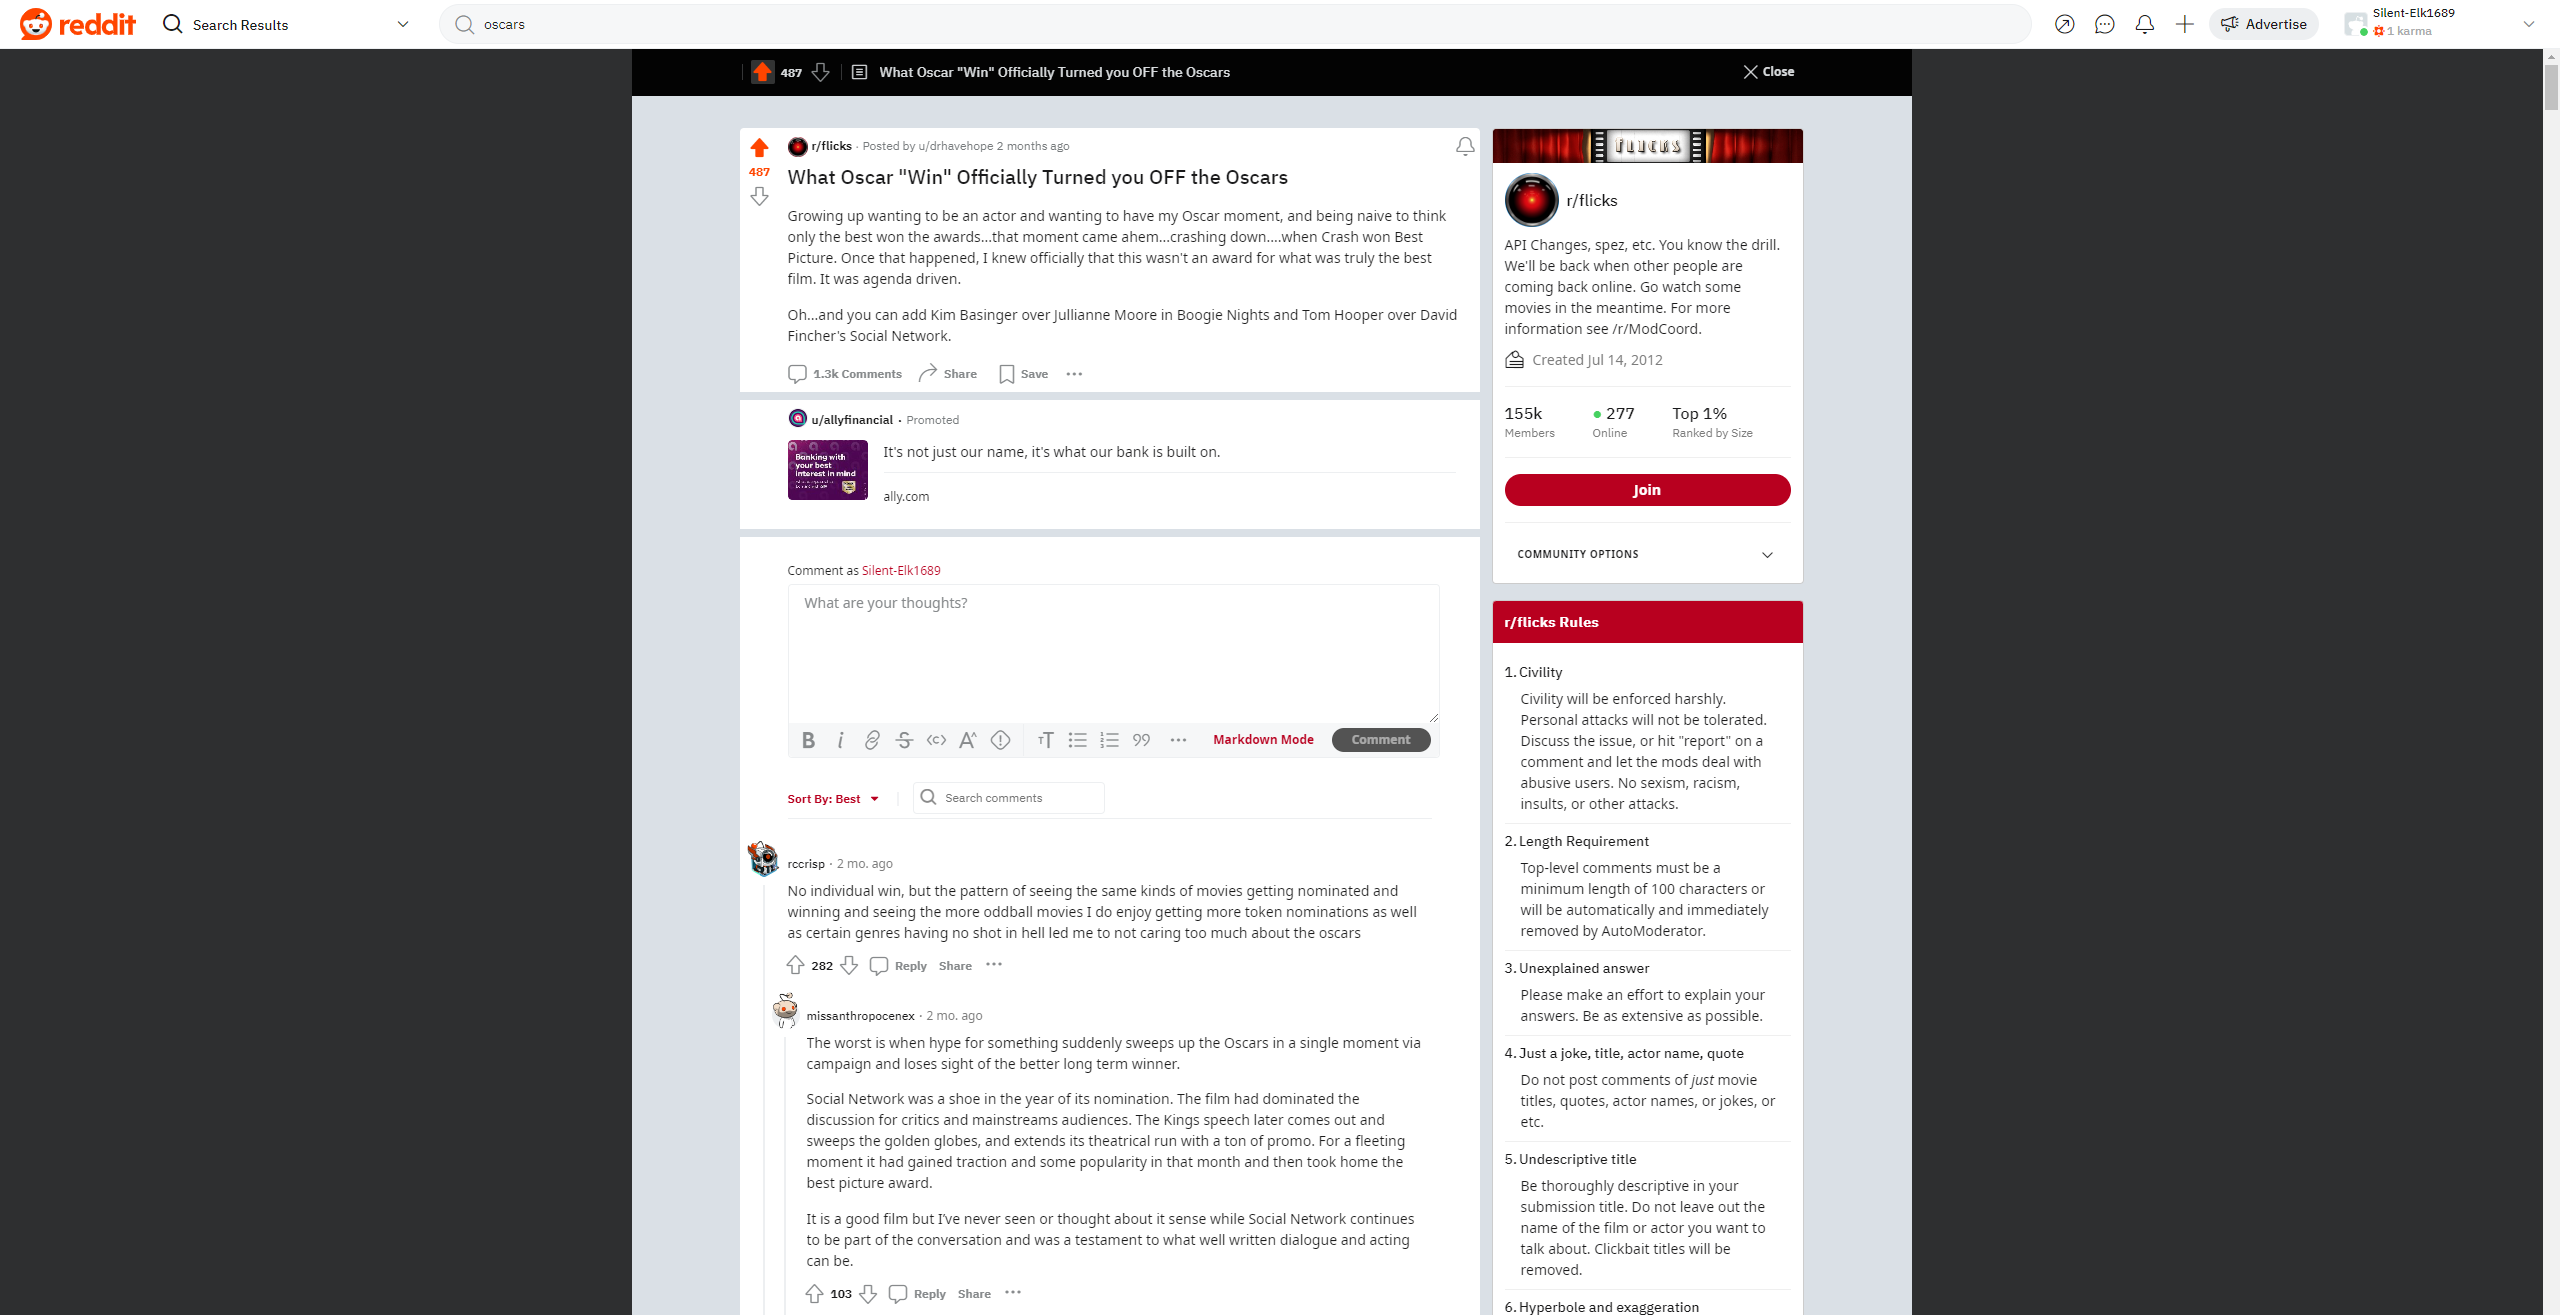 reddit
Search Results
oscars
Advertise
Silent-Elk1689
1 karma
487
What Oscar "Win" Officially Turned you OFF the Oscars
Close
487
r/flicks · Posted by u/drhavehope 2 months ago
What Oscar "Win" Officially Turned you OFF the Oscars
Growing up wanting to be an actor and wanting to have my Oscar moment, and being naive to think
only the best won the awards...that moment came ahem...crashing down....when Crash won Best
Picture. Once that happened, I knew officially that this wasn't an award for what was truly the best
film. It was agenda driven.
Oh...and you can add Kim Basinger over Jullianne Moore in Boogie Nights and Tom Hooper over David
Fincher's Social Network.
1.3k Comments
Share
Save
u/allyfinancial · Promoted
Banking with
your best
interest in mind
It's not just our name, it's what our bank is built on.
ally.com
Comment as Silent-Elk1689
What are your thoughts?
Markdown Mode
Comment
Sort By: Best
Search comments
rccrisp · 2 mo. ago
No individual win, but the pattern of seeing the same kinds of movies getting nominated and
winning and seeing the more oddball movies I do enjoy getting more token nominations as well
as certain genres having no shot in hell led me to not caring too much about the oscars
282
Reply
Share
missanthropocenex · 2 mo. ago
The worst is when hype for something suddenly sweeps up the Oscars in a single moment via
campaign and loses sight of the better long term winner.
Social Network was a shoe in the year of its nomination. The film had dominated the
discussion for critics and mainstreams audiences. The Kings speech later comes out and
sweeps the golden globes, and extends its theatrical run with a ton of promo. For a fleeting
moment it had gained traction and some popularity in that month and then took home the
best picture award.
It is a good film but I've never seen or thought about it sense while Social Network continues
to be part of the conversation and was a testament to what well written dialogue and acting
can be.
103
Reply
Share
FLICKS
r/flicks
API Changes, spez, etc. You know the drill.
We'll be back when other people are
coming back online. Go watch some
movies in the meantime. For more
information see /r/ModCoord.
Created Jul 14, 2012
155k
Members
277
Online
Top 1%
Ranked by Size
Join
COMMUNITY OPTIONS
r/flicks Rules
1. Civility
Civility will be enforced harshly.
Personal attacks will not be tolerated.
Discuss the issue, or hit "report" on a
comment and let the mods deal with
abusive users. No sexism, racism,
insults, or other attacks.
2. Length Requirement
Top-level comments must be a
minimum length of 100 characters or
will be automatically and immediately
removed by AutoModerator.
3. Unexplained answer
Please make an effort to explain your
answers. Be as extensive as possible.
4. Just a joke, title, actor name, quote
Do not post comments of just movie
titles, quotes, actor names, or jokes, or
etc.
5. Undescriptive title
Be thoroughly descriptive in your
submission title. Do not leave out the
name of the film or actor you want to
talk about. Clickbait titles will be
removed.
6. Hyperbole and exaggeration